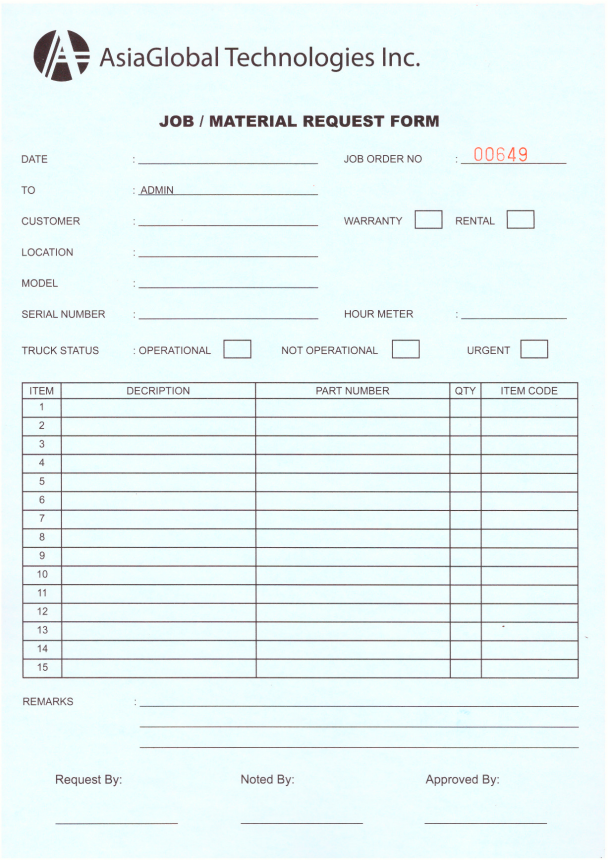 AsiaGlobal Technologies Inc.
JOB / MATERIAL REQUEST FORM
DATE : JOB ORDER NO : 00649
TO : ADMIN
CUSTOMER : WARRANTY RENTAL
LOCATION :
MODEL :
SERIAL NUMBER : HOUR METER :
TRUCK STATUS : OPERATIONAL NOT OPERATIONAL URGENT
ITEM DECRIPTION PART NUMBER QTY ITEM CODE
1
2
3
4
5
6
7
8
9
10
11
12
13
14
15
REMARKS :
Request By: Noted By: Approved By: